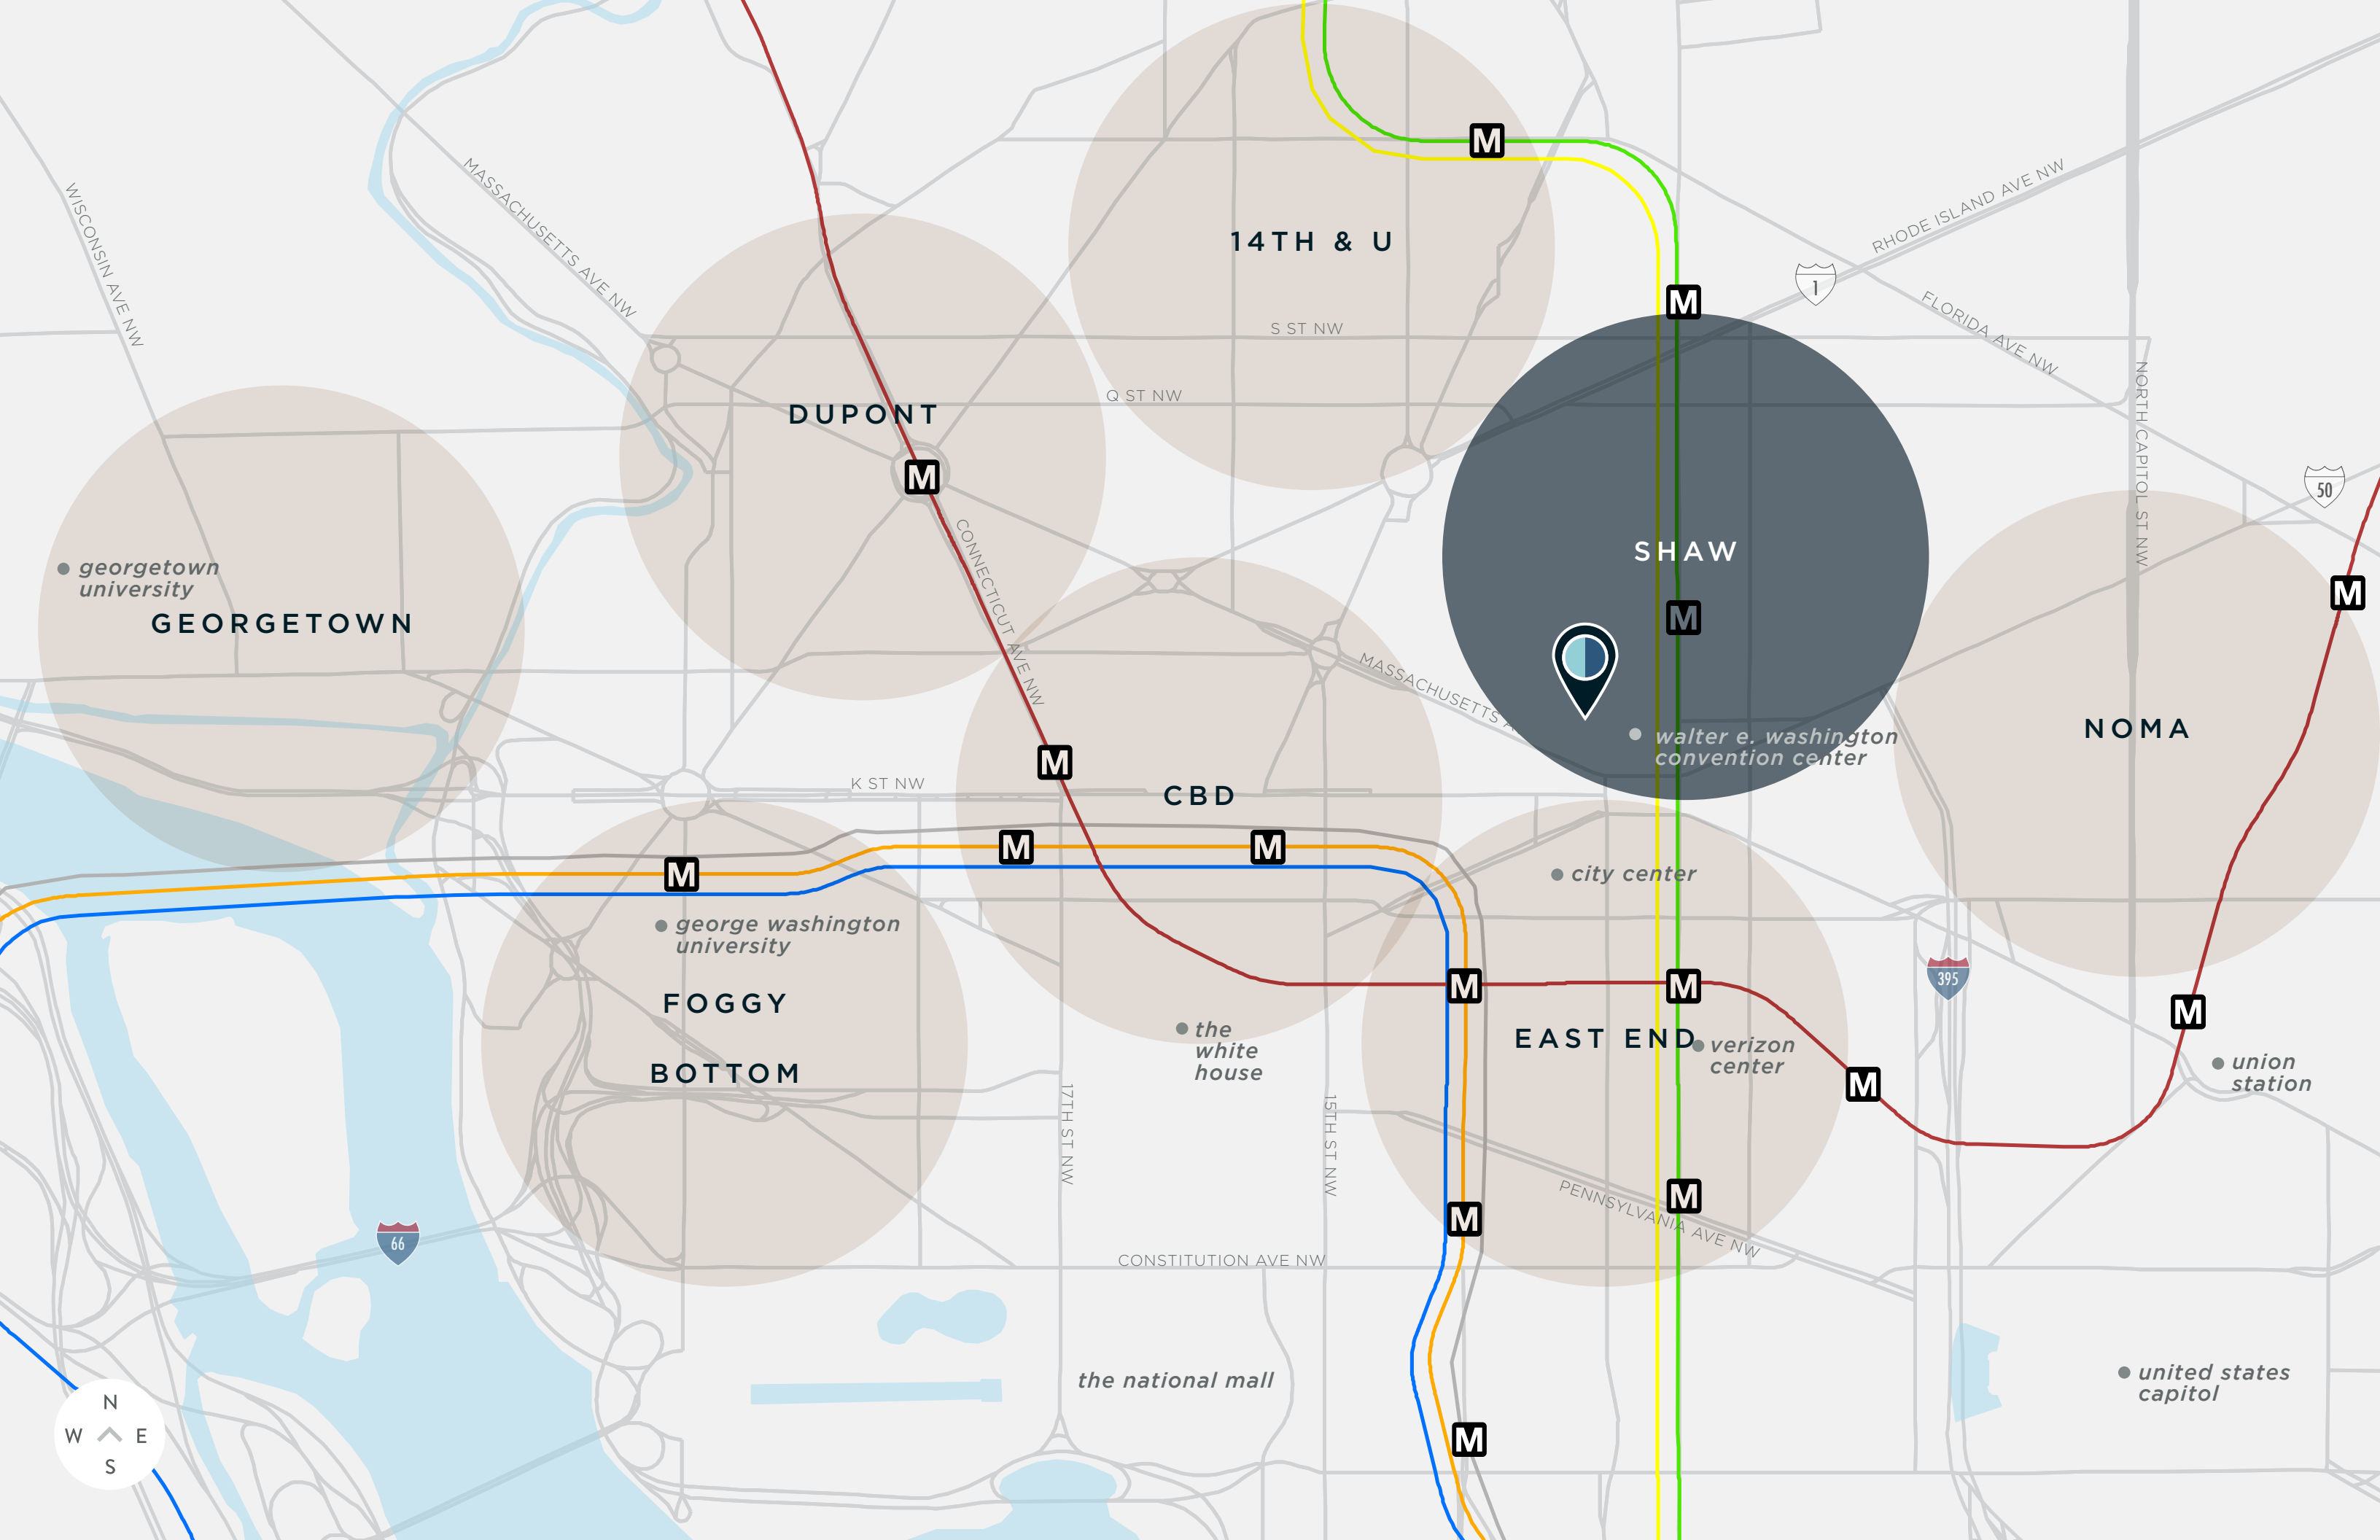 M
14TH & U
WISCONSIN AVE NW
MASSACHUSETTS AVE NW
RHODE ISLAND AVE NW
1
M
FLORIDA AVE NW
S ST NW
Q ST NW
DUPONT
M
NORTH CAPITOL ST NW
50
CONNECTICUT AVE NW
SHAW
georgetown
university
GEORGETOWN
M
M
MASSACHUSETTS A
walter e. washington
convention center
NOMA
M
K ST NW
CBD
M
M
M
city center
george washington
university
FOGGY
BOTTOM
M
M
395
M
the
white
house
EAST END
verizon
center
M
union
station
17TH ST NW
15TH ST NW
M
M
PENNSYLVANIA AVE NW
66
CONSTITUTION AVE NW
the national mall
united states
capitol
M
N
W E
S